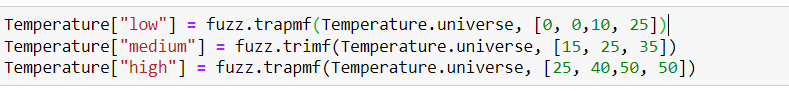 Temperature["low"] = fuzz.trapmf(Temperature.universe, [0, 0,10, 25])
Temperature["medium"] = fuzz.trimf(Temperature.universe, [15, 25, 35])
Temperature["high"] = fuzz.trapmf(Temperature.universe, [25, 40,50, 50])